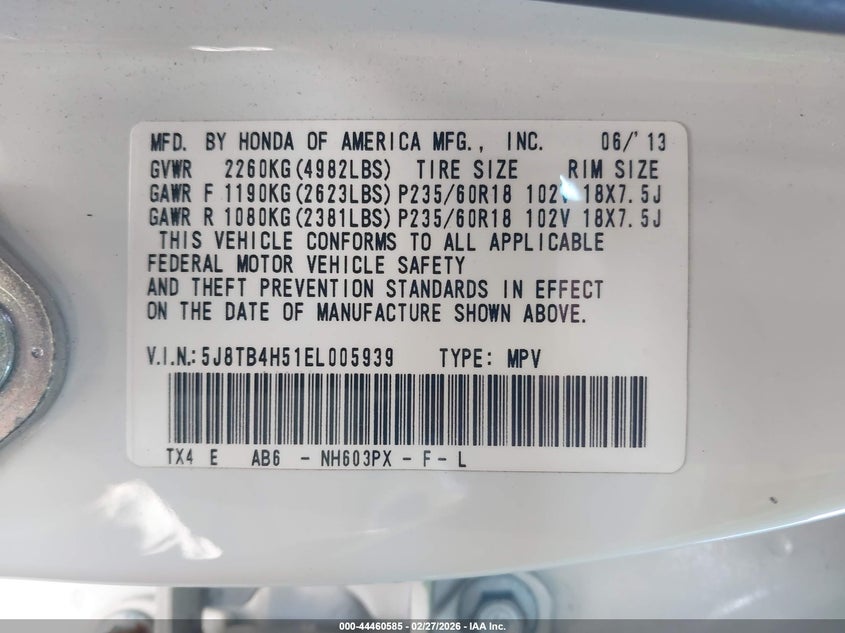 MFD. BY HONDA OF AMERICA MFG., INC. 06/'13
GVWR 2260KG(4982LBS) TIRE SIZE RIM SIZE
GAWR F 1190KG(2623LBS) P235/60R18 102V 18X7.5J
GAWR R 1080KG(2381LBS) P235/60R18 102V 18X7.5J
THIS VEHICLE CONFORMS TO ALL APPLICABLE
FEDERAL MOTOR VEHICLE SAFETY
AND THEFT PREVENTION STANDARDS IN EFFECT
ON THE DATE OF MANUFACTURE SHOWN ABOVE.
V.I.N.: 5J8TB4H51EL005939 TYPE: MPV
TX4 E AB6 - NH603PX - F - L
000-44460585 - 02/27/2026 - IAA Inc.